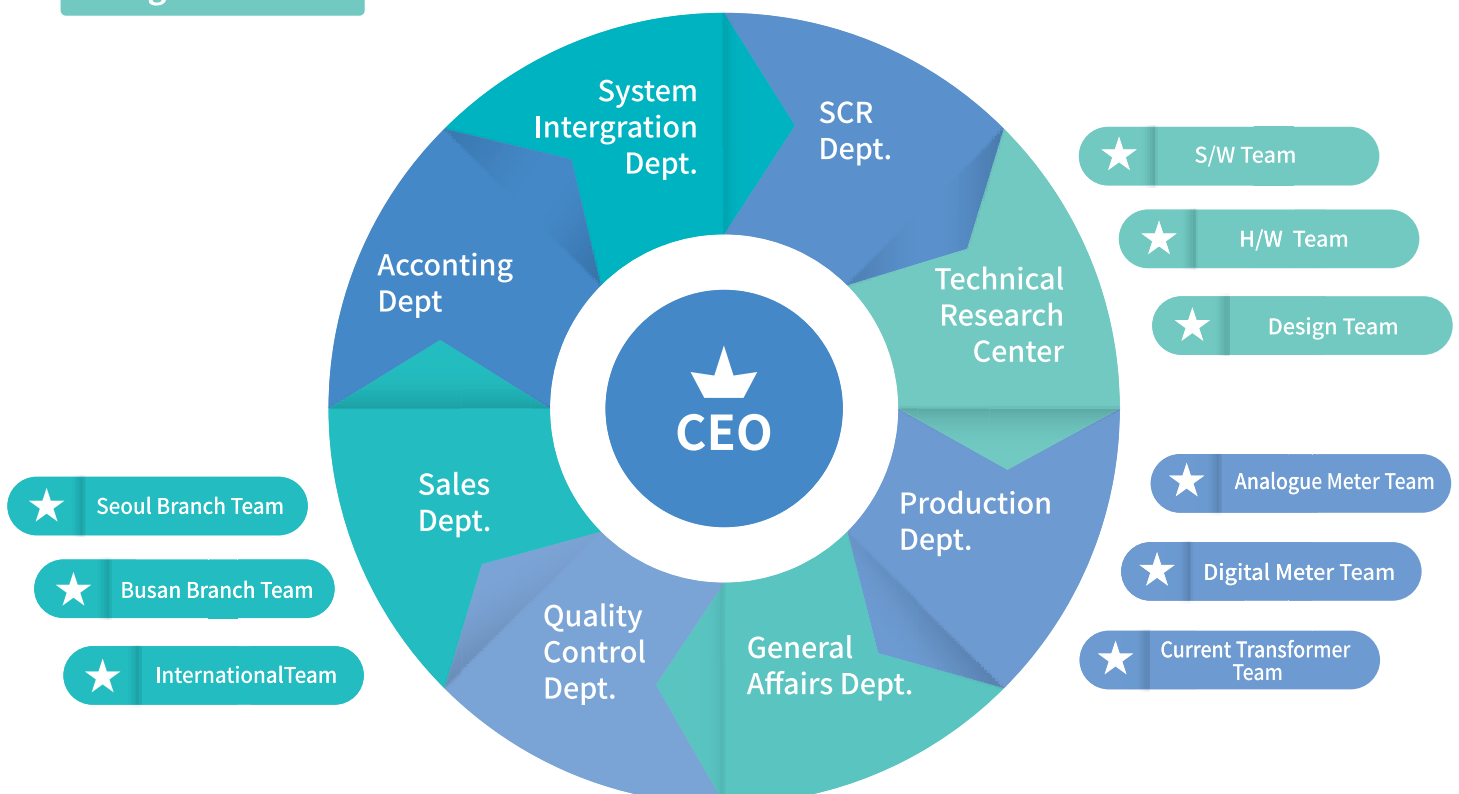 System
Intergration
Dept.
SCR
Dept.
Technical
Research
Center
Production
Dept.
General
Affairs Dept.
Quality
Control
Dept.
Sales
Dept.
Acconting
Dept
CEO
S/W Team
H/W Team
Design Team
Analogue Meter Team
Digital Meter Team
Current Transformer
Team
Seoul Branch Team
Busan Branch Team
InternationalTeam